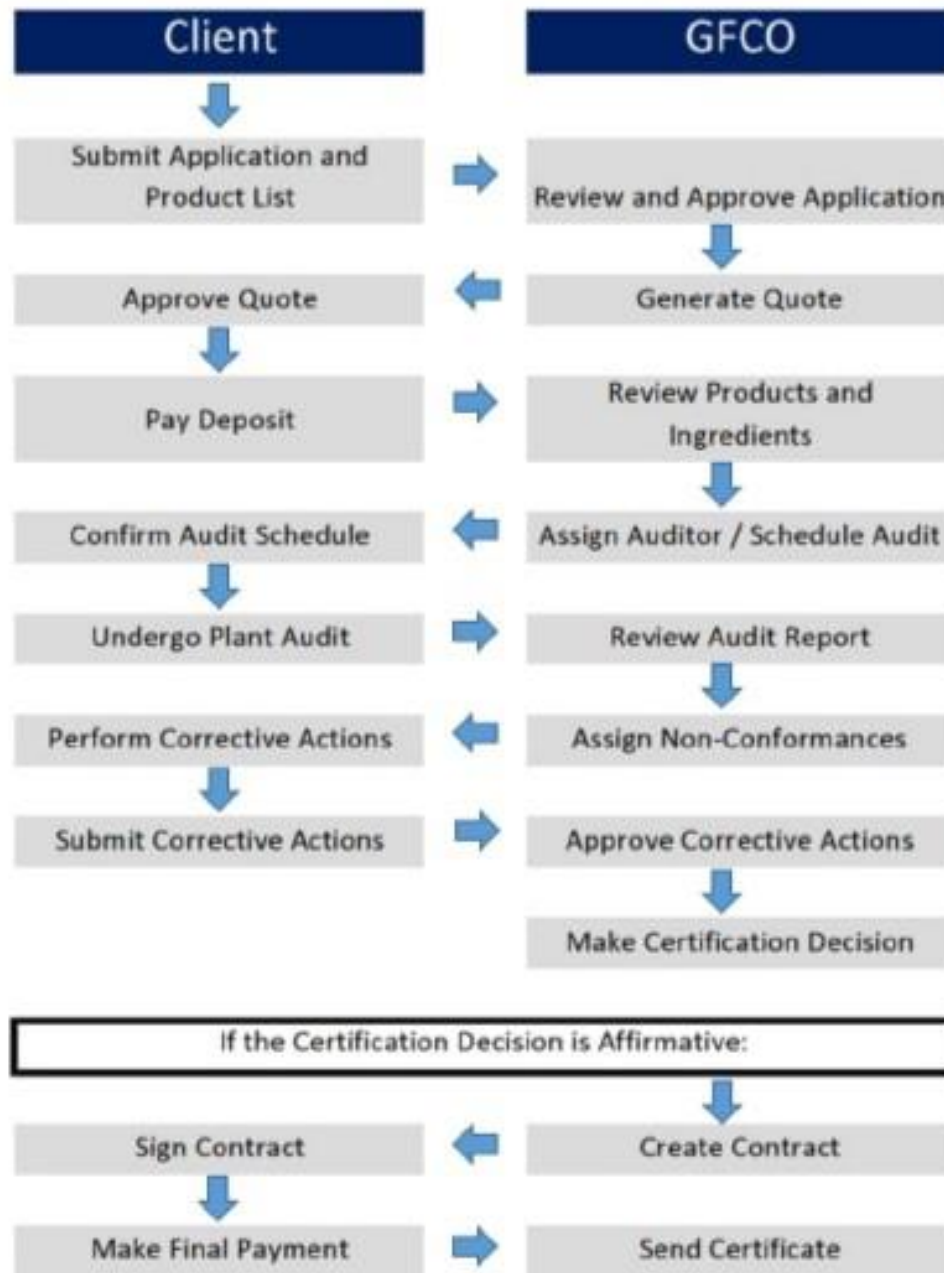 Client
GFCO
Submit Application and
Product List
Review and Approve Application
Approve Quote
Generate Quote
Pay Deposit
Review Products and
Ingredients
Confirm Audit Schedule
Assign Auditor / Schedule Audit
Undergo Plant Audit
Review Audit Report
Perform Corrective Actions
Assign Non-Conformances
Submit Corrective Actions
Approve Corrective Actions
Make Certification Decision
If the Certification Decision is Affirmative:
Sign Contract
Create Contract
Make Final Payment
Send Certificate